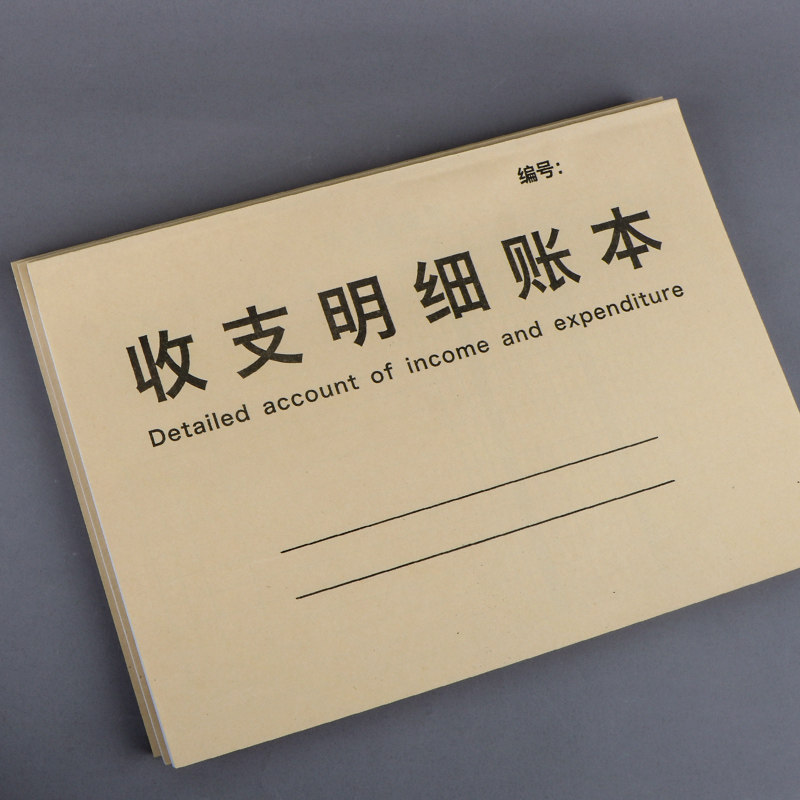 编号：
收支明细账本
Detailed account of income and expenditure